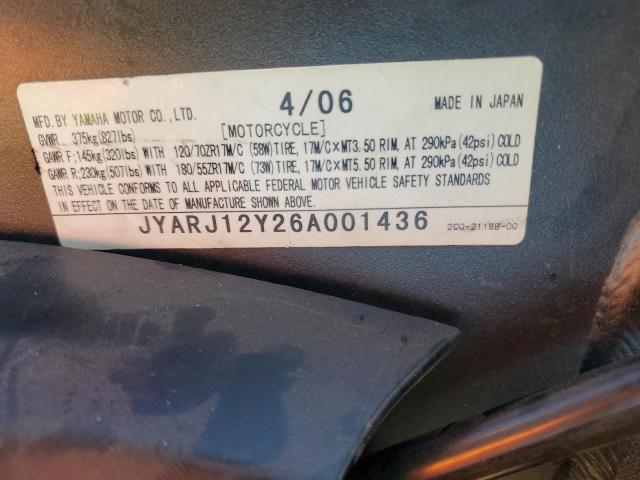 MFD.BY YAMAHA MOTOR CO.,LTD. 4/06 MADE IN JAPAN
GVWR 375kg(827lbs) [MOTORCYCLE]
GAWR F:145kg(320lbs)WITH 120/70ZR17M/C (58W)TIRE, 17M/C×MT3.50 RIM, AT 290kPa(42psi)COLD
GAWR R:230kg(507lbs)WITH 180/55ZR17M/C (73W)TIRE, 17M/C×MT5.50 RIM, AT 290kPa(42psi)COLD
THIS VEHICLE CONFORMS TO ALL APPLICABLE FEDERAL MOTOR VEHICLE SAFETY STANDARDS
IN EFFECT ON THE DATE OF MANUFACTURE SHOWN ABOVE.
JYARJ12Y26A001436 2C0-2118B-00